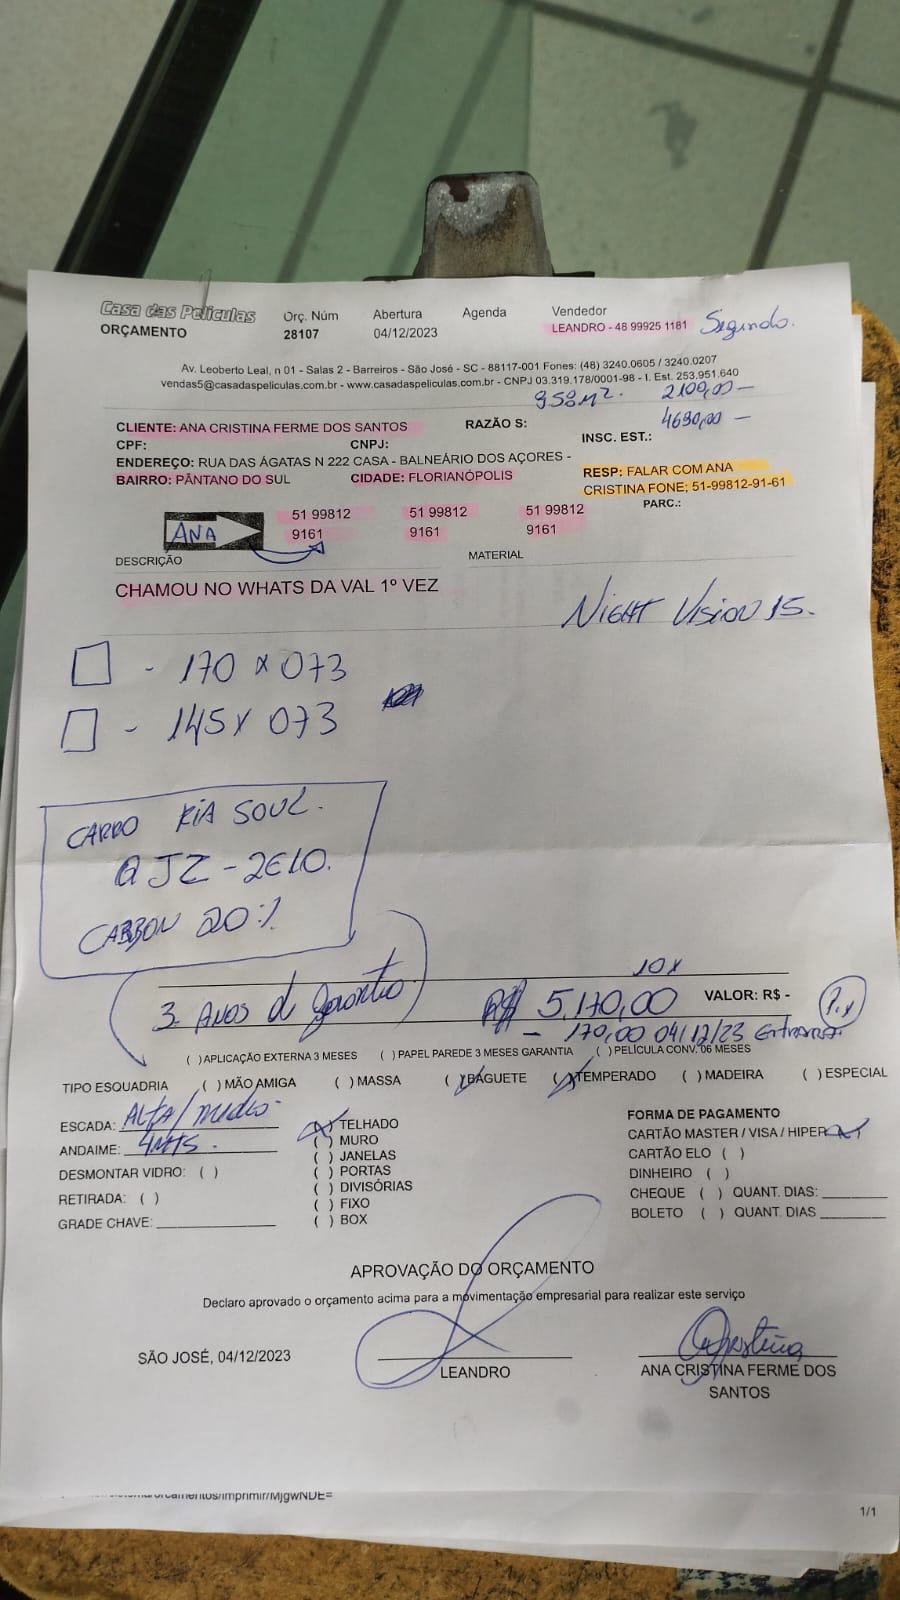 Casa das Películas
ORÇAMENTO
Orç. Núm
28107
Abertura
04/12/2023
Agenda
Vendedor
LEANDRO - 48 99925 1181
Segundo.
Av. Leoberto Leal, n 01 - Salas 2 - Barreiros - São José - SC - 88117-001 Fones: (48) 3240.0605 / 3240.0207
vendas5@casadaspeliculas.com.br - www.casadaspeliculas.com.br - CNPJ 03.319.178/0001-98 - I. Est. 253.951.640
2100,00 -
CLIENTE: ANA CRISTINA FERME DOS SANTOS
RAZÃO S:
4690,00 -
CPF:
CNPJ:
INSC. EST.:
ENDEREÇO: RUA DAS ÁGATAS N 222 CASA - BALNEÁRIO DOS AÇORES -
BAIRRO: PÂNTANO DO SUL
CIDADE: FLORIANÓPOLIS
RESP: FALAR COM ANA
CRISTINA FONE; 51-99812-91-61
PARC.:
ANA
51 99812
9161
51 99812
9161
51 99812
9161
DESCRIÇÃO
MATERIAL
CHAMOU NO WHATS DA VAL 1º VEZ
NIGHT VISION 15.
- 170 x 073
- 145 x 073
CARRO KIA SOUL.
QJZ - 2E10.
CARBON 20%
3 ANOS de garantia
10x
R$ 5.170,00
VALOR: R$ -
- 170,00 04/12/23 Entrada.
( ) APLICAÇÃO EXTERNA 3 MESES ( ) PAPEL PAREDE 3 MESES GARANTIA ( ) PELÍCULA CONV. 06 MESES
TIPO ESQUADRIA ( ) MÃO AMIGA ( ) MASSA (X) BAGUETE (X) TEMPERADO ( ) MADEIRA ( ) ESPECIAL
ESCADA: ALTA/medio
ANDAIME: 4MTS.
DESMONTAR VIDRO: ( )
RETIRADA: ( )
GRADE CHAVE:
(X) TELHADO
( ) MURO
( ) JANELAS
( ) PORTAS
( ) DIVISÓRIAS
( ) FIXO
( ) BOX
FORMA DE PAGAMENTO
CARTÃO MASTER / VISA / HIPER (X)
CARTÃO ELO ( )
DINHEIRO ( )
CHEQUE ( ) QUANT. DIAS:
BOLETO ( ) QUANT. DIAS
APROVAÇÃO DO ORÇAMENTO
Declaro aprovado o orçamento acima para a movimentação empresarial para realizar este serviço
SÃO JOSÉ, 04/12/2023
LEANDRO
ANA CRISTINA FERME DOS
SANTOS
orcamentos/imprimir/MjgwNDE=
1/1